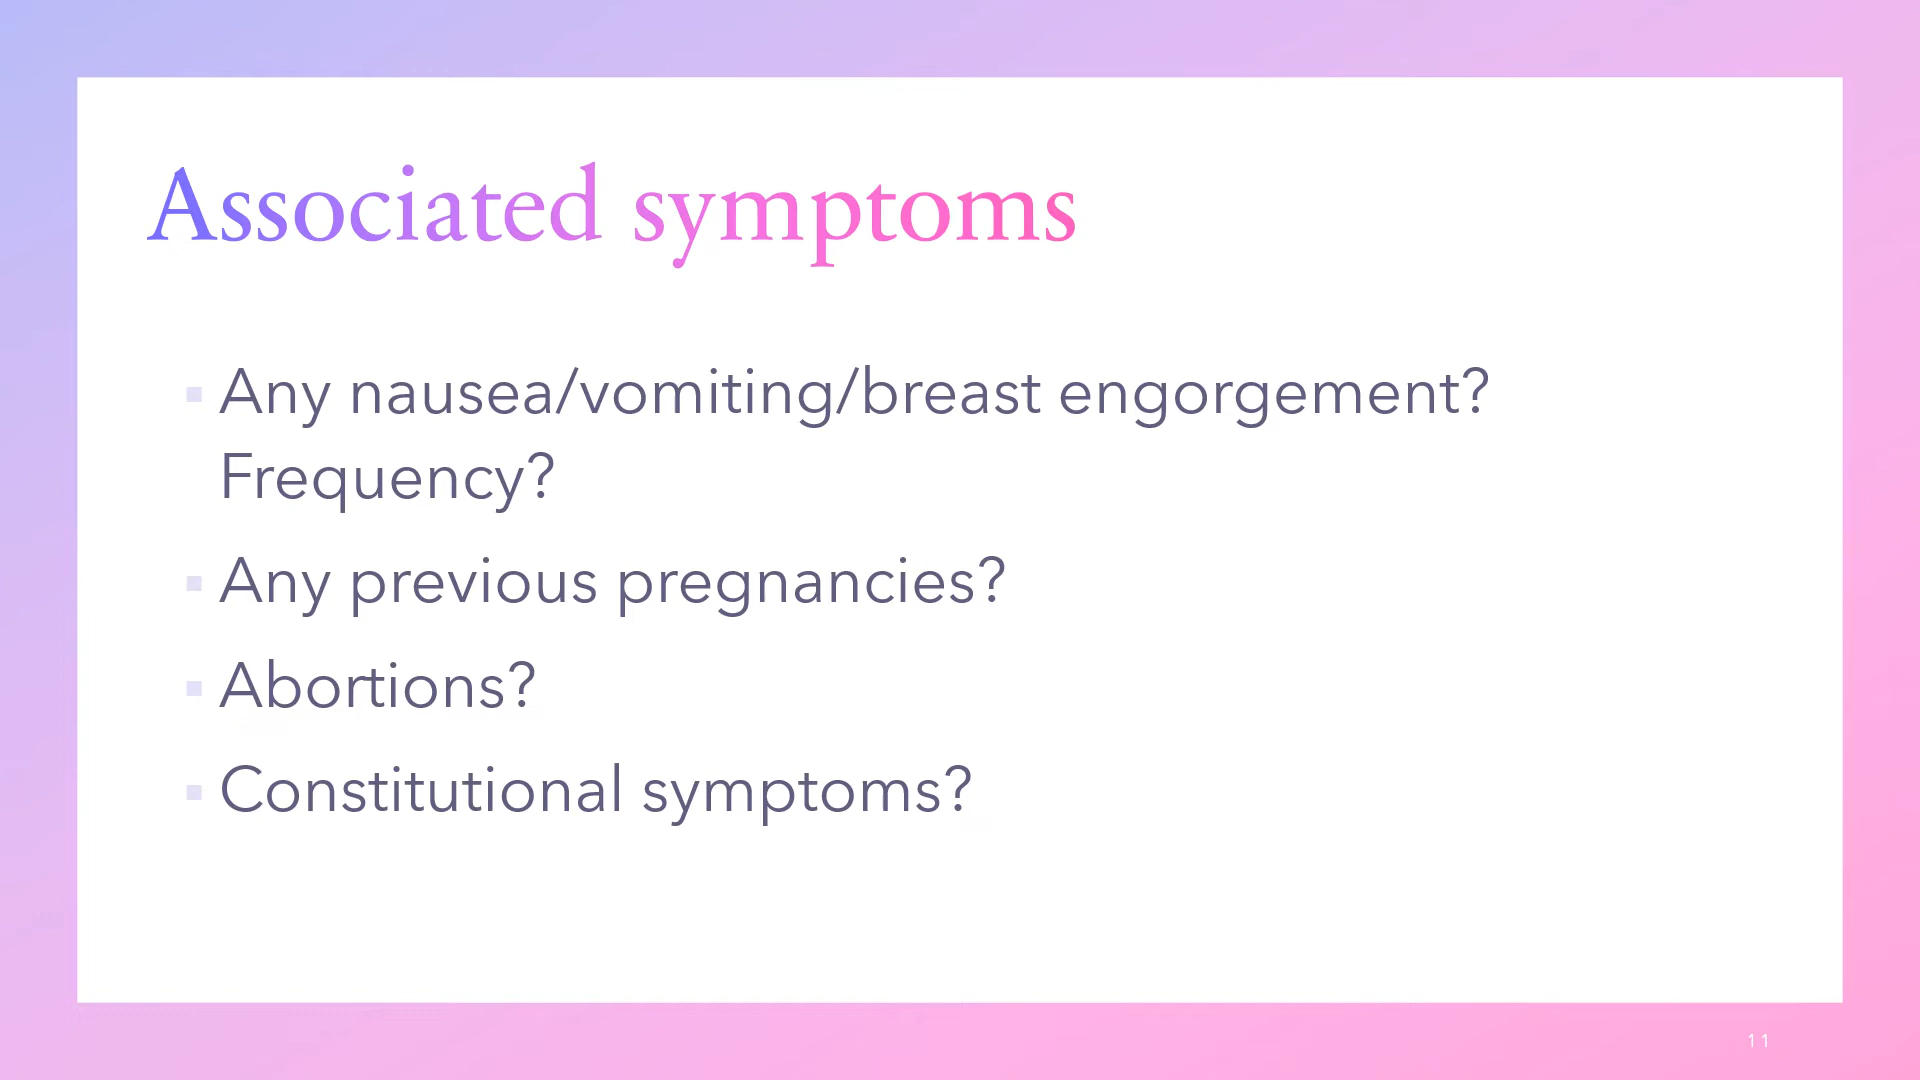 Associated symptoms
▪ Any nausea/vomiting/breast engorgement?
Frequency?
▪ Any previous pregnancies?
▪ Abortions?
▪ Constitutional symptoms?
11